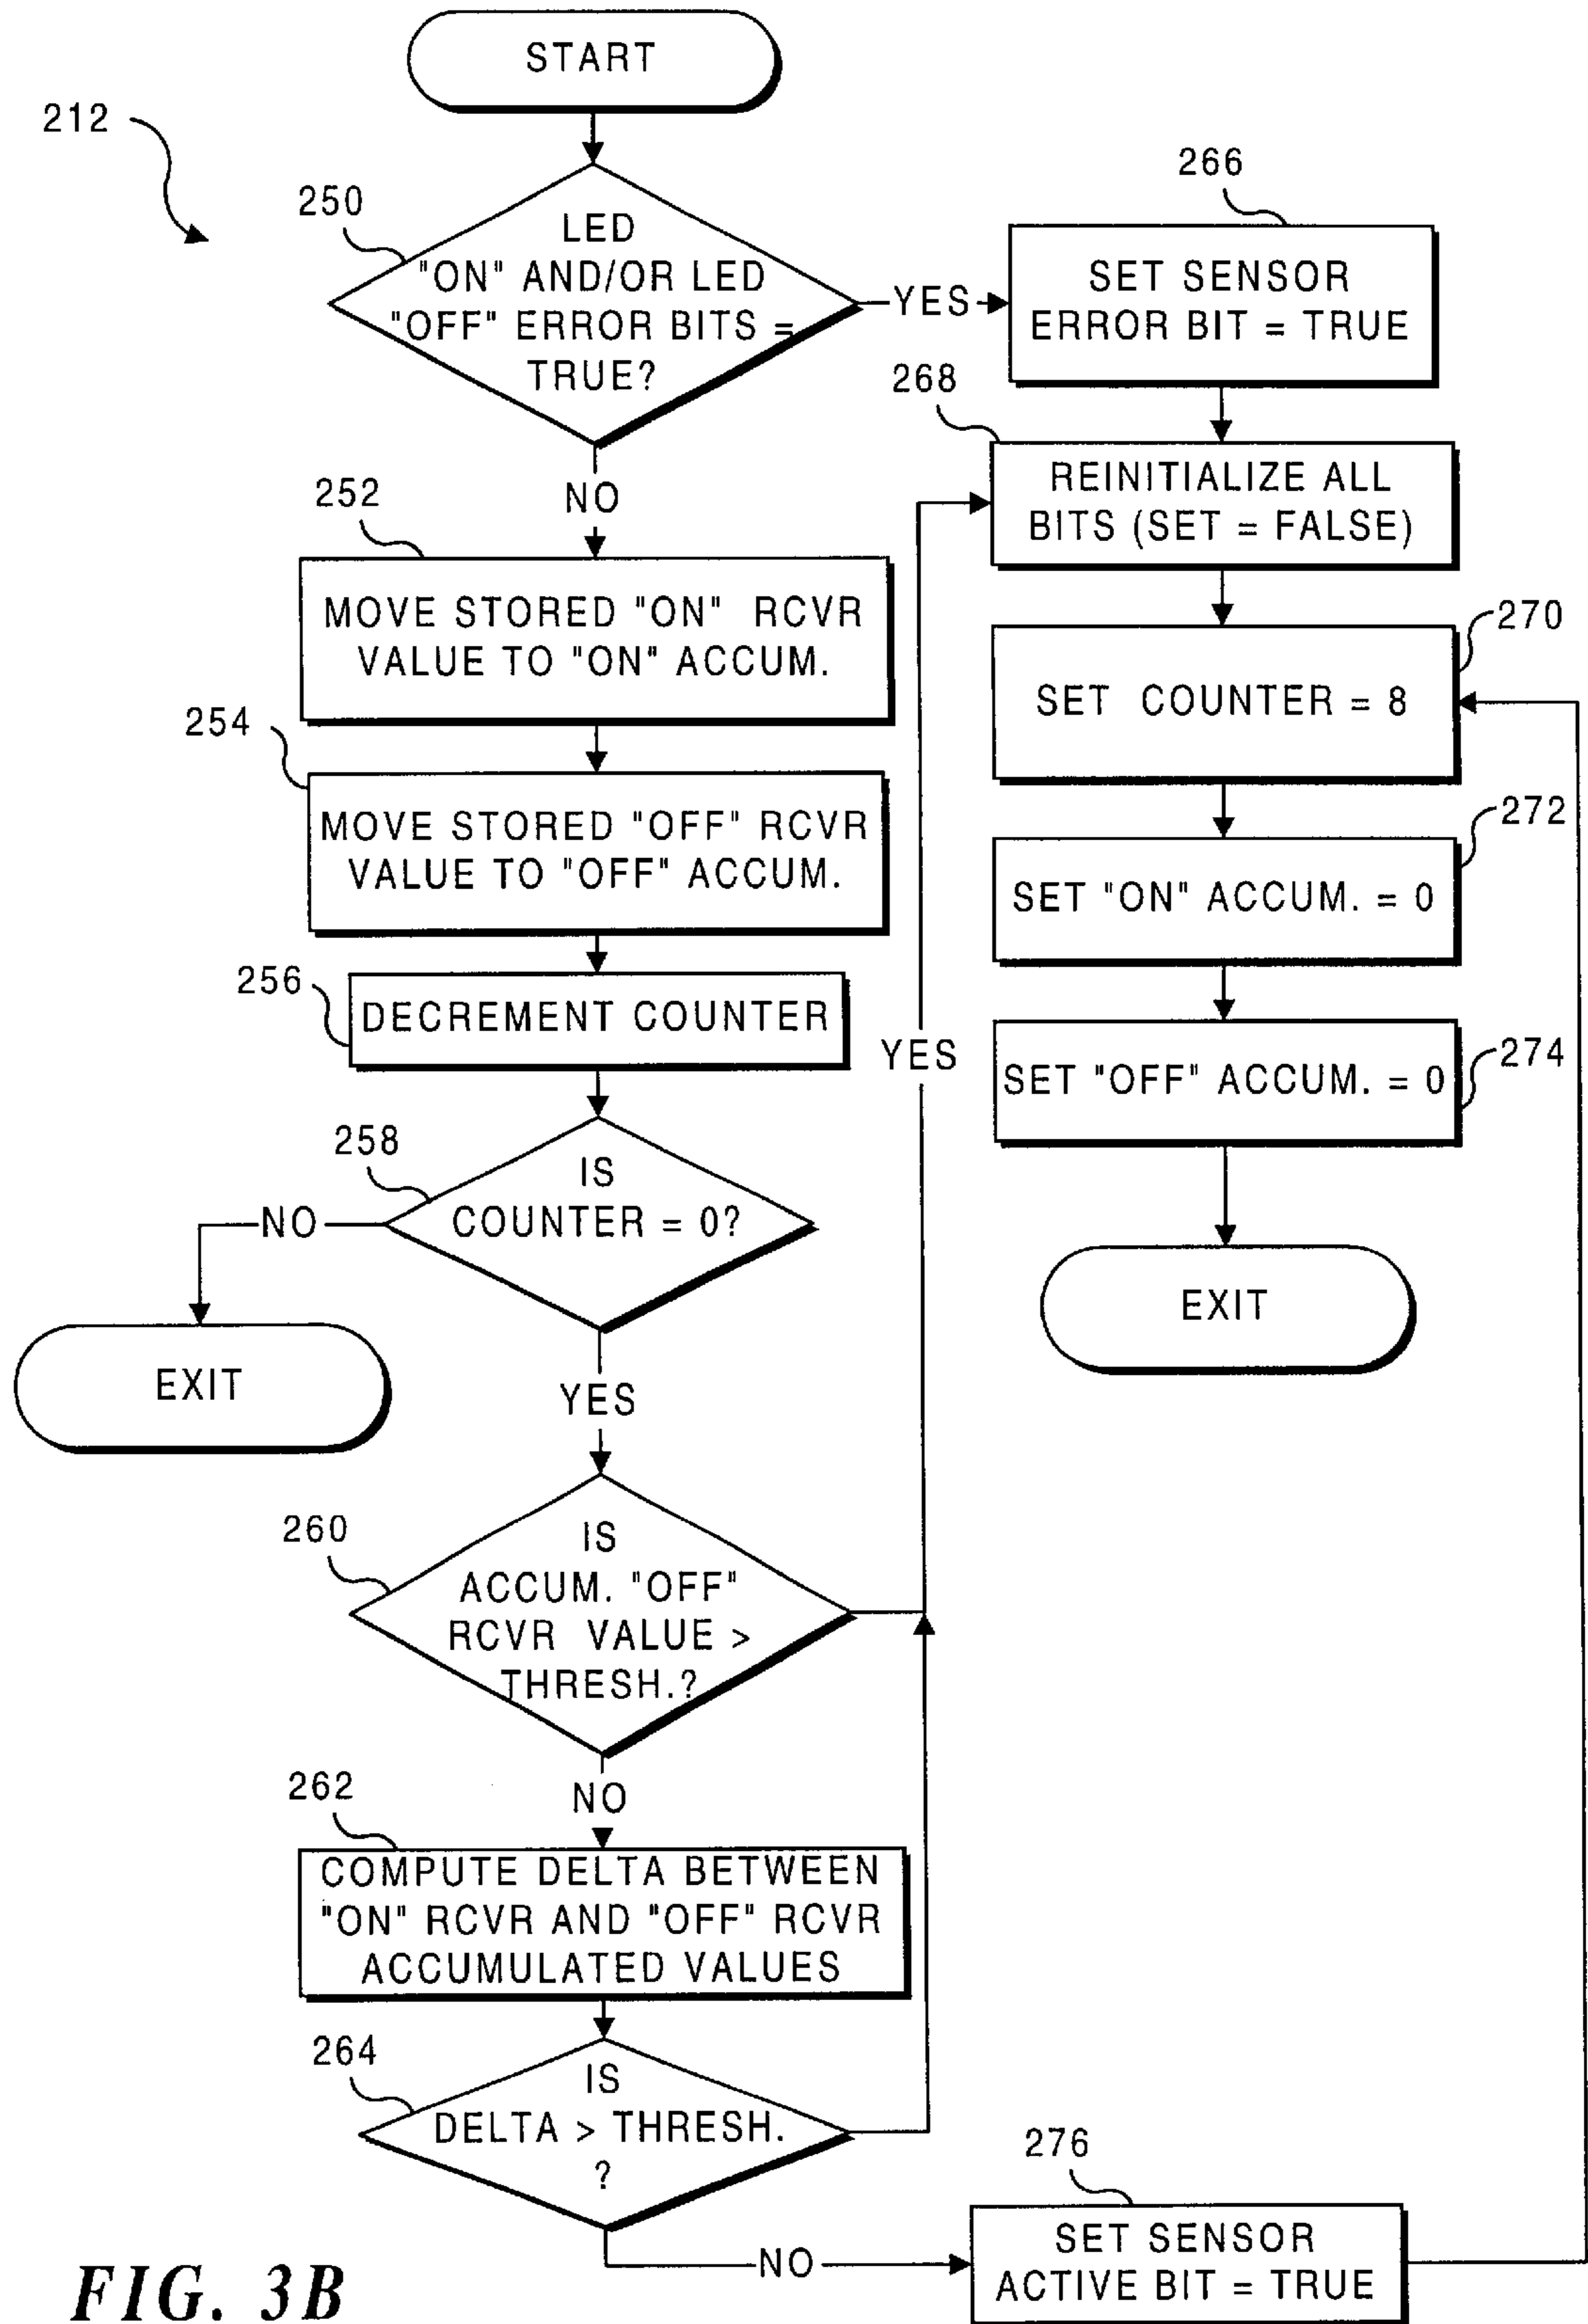 START
212
250
LED
"ON" AND/OR LED
"OFF" ERROR BITS =
TRUE?
YES
266
SET SENSOR
ERROR BIT = TRUE
NO
268
REINITIALIZE ALL
BITS (SET = FALSE)
252
MOVE STORED "ON" RCVR
VALUE TO "ON" ACCUM.
270
SET COUNTER = 8
254
MOVE STORED "OFF" RCVR
VALUE TO "OFF" ACCUM.
272
SET "ON" ACCUM. = 0
256
DECREMENT COUNTER
YES
274
SET "OFF" ACCUM. = 0
258
IS
COUNTER = 0?
NO
EXIT
EXIT
YES
260
IS
ACCUM. "OFF"
RCVR VALUE >
THRESH.?
NO
262
COMPUTE DELTA BETWEEN
"ON" RCVR AND "OFF" RCVR
ACCUMULATED VALUES
264
IS
DELTA > THRESH.
?
NO
276
SET SENSOR
ACTIVE BIT = TRUE
FIG. 3B